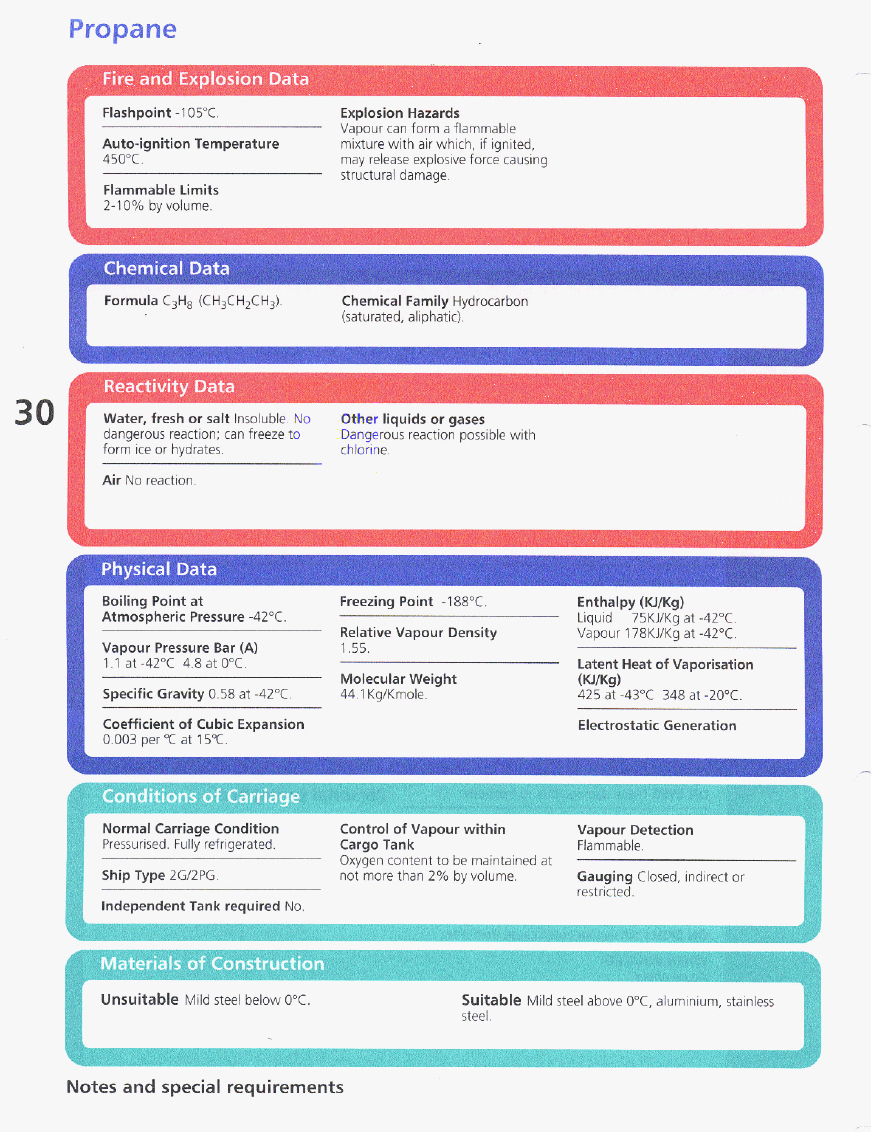 Propane
Fire and Explosion Data
Flashpoint -105°C.
Auto-ignition Temperature
450°C.
Flammable Limits
2-10% by volume.
Explosion Hazards
Vapour can form a flammable
mixture with air which, if ignited,
may release explosive force causing
structural damage.
Chemical Data
Formula C₃H₈ (CH₃CH₂CH₃).
Chemical Family Hydrocarbon
(saturated, aliphatic).
30
Reactivity Data
Water, fresh or salt Insoluble. No
dangerous reaction; can freeze to
form ice or hydrates.
Air No reaction.
Other liquids or gases
Dangerous reaction possible with
chlorine.
Physical Data
Boiling Point at
Atmospheric Pressure -42°C.
Vapour Pressure Bar (A)
1.1 at -42°C 4.8 at 0°C.
Specific Gravity 0.58 at -42°C.
Coefficient of Cubic Expansion
0.003 per °C at 15°C.
Freezing Point -188°C.
Relative Vapour Density
1.55.
Molecular Weight
44.1Kg/Kmole.
Enthalpy (KJ/Kg)
Liquid 75KJ/Kg at -42°C.
Vapour 178KJ/Kg at -42°C.
Latent Heat of Vaporisation
(KJ/Kg)
425 at -43°C 348 at -20°C.
Electrostatic Generation
Conditions of Carriage
Normal Carriage Condition
Pressurised. Fully refrigerated.
Ship Type 2G/2PG.
Independent Tank required No.
Control of Vapour within
Cargo Tank
Oxygen content to be maintained at
not more than 2% by volume.
Vapour Detection
Flammable.
Gauging Closed, indirect or
restricted.
Materials of Construction
Unsuitable Mild steel below 0°C.
Suitable Mild steel above 0°C, aluminium, stainless
steel.
Notes and special requirements